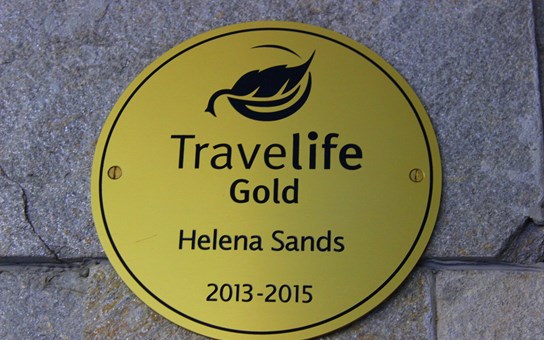 Travelife
Gold
Helena Sands
2013-2015